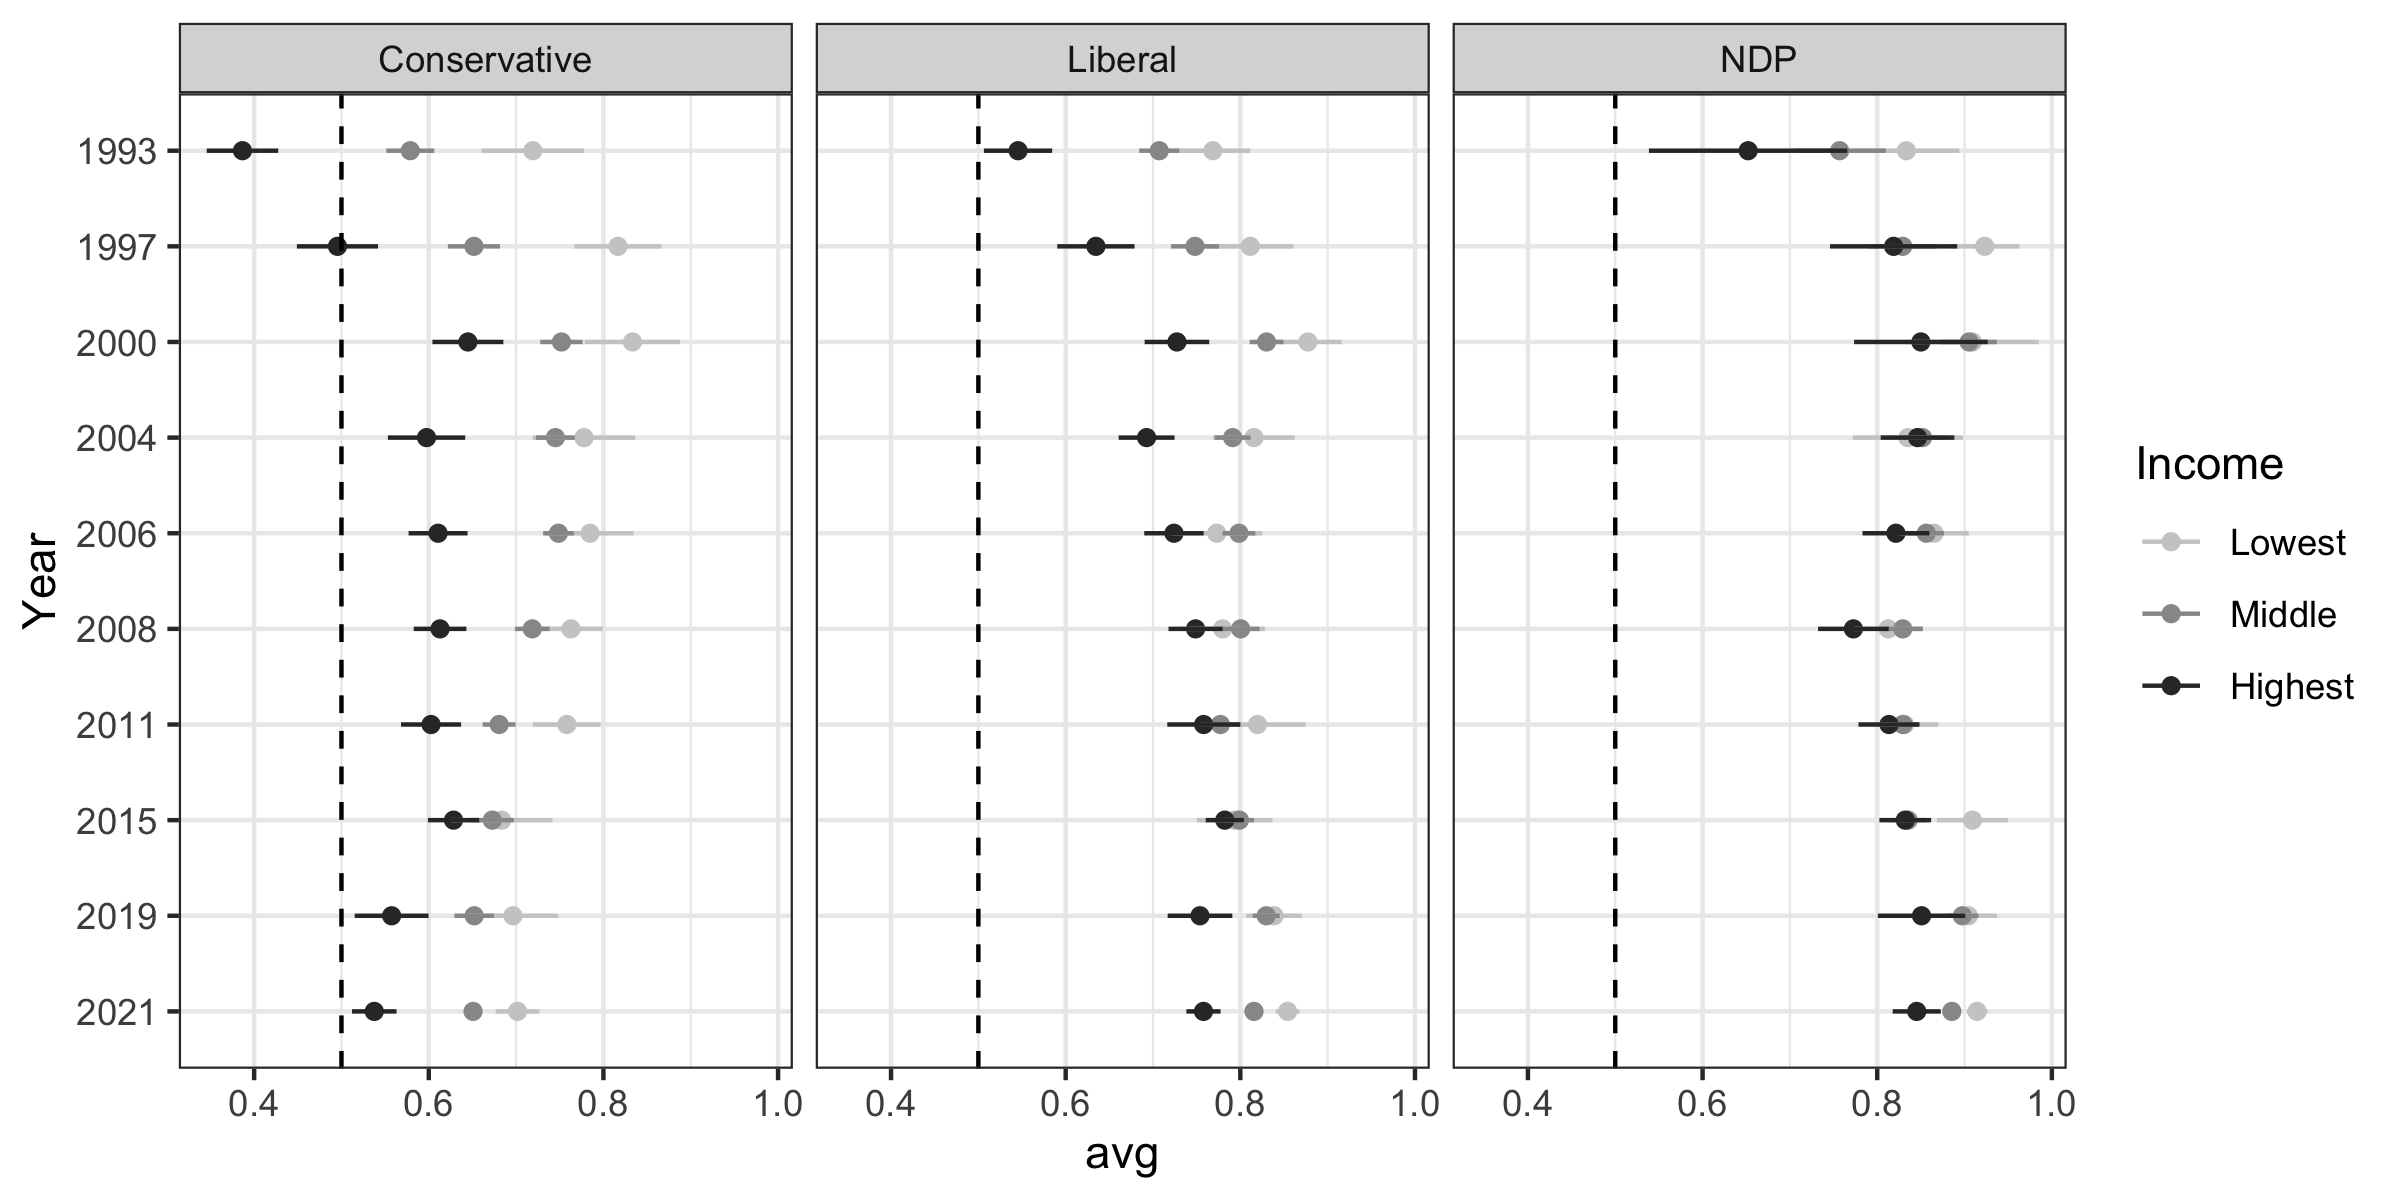 Conservative Liberal NDP
1993
1997
2000
2004
2006
2008
2011
2015
2019
2021
Year
0.4 0.6 0.8 1.0 0.4 0.6 0.8 1.0 0.4 0.6 0.8 1.0
avg
Income
Lowest
Middle
Highest